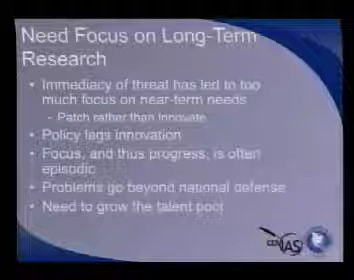 Need Focus on Long-Term
Research
• Immediacy of threat has led to too
much focus on near-term needs
- Patch rather than innovate
• Policy lags innovation
• Focus, and thus progress, is often
episodic
• Problems go beyond national defense
• Need to grow the talent pool